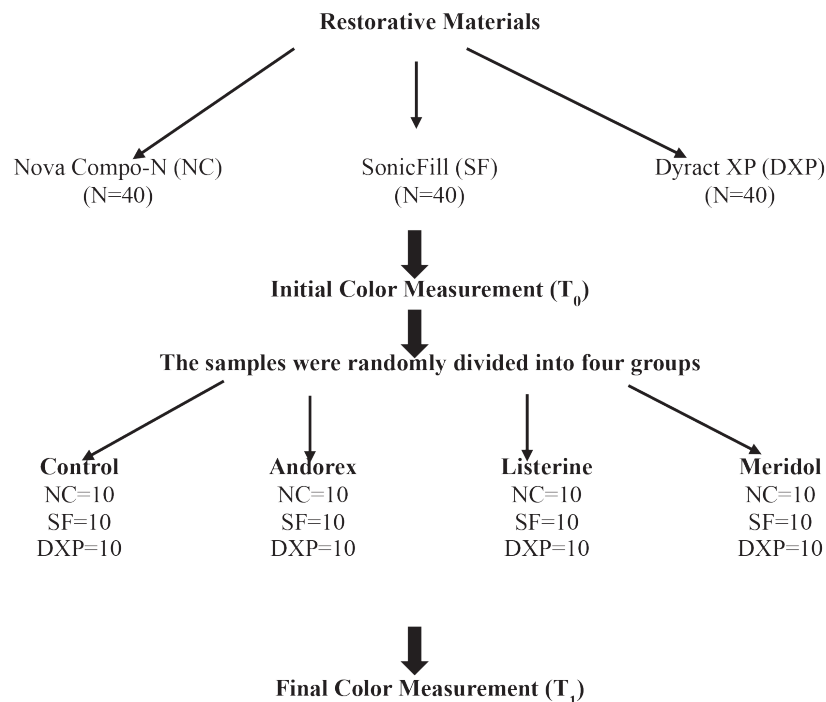 Restorative Materials
Nova Compo-N (NC) SonicFill (SF) Dyract XP (DXP)
(N=40) (N=40) (N=40)
Initial Color Measurement (T₀)
The samples were randomly divided into four groups
Control Andorex Listerine Meridol
NC=10 NC=10 NC=10 NC=10
SF=10 SF=10 SF=10 SF=10
DXP=10 DXP=10 DXP=10 DXP=10
Final Color Measurement (T₁)